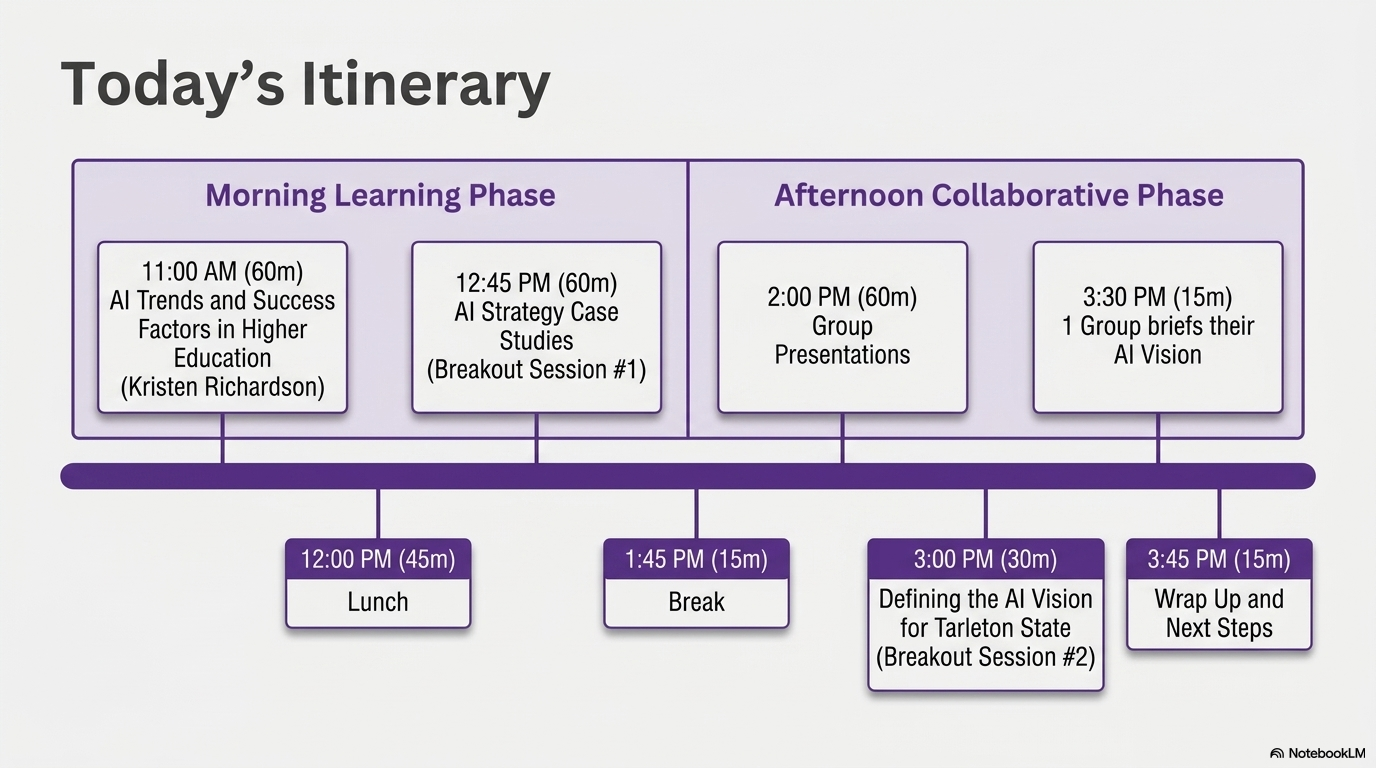 Today's Itinerary
Morning Learning Phase
11:00 AM (60m)
AI Trends and Success
Factors in Higher
Education
(Kristen Richardson)
12:45 PM (60m)
AI Strategy Case
Studies
(Breakout Session #1)
Afternoon Collaborative Phase
2:00 PM (60m)
Group
Presentations
3:30 PM (15m)
1 Group briefs their
AI Vision
12:00 PM (45m)
Lunch
1:45 PM (15m)
Break
3:00 PM (30m)
Defining the AI Vision
for Tarleton State
(Breakout Session #2)
3:45 PM (15m)
Wrap Up and
Next Steps
NotebookLM